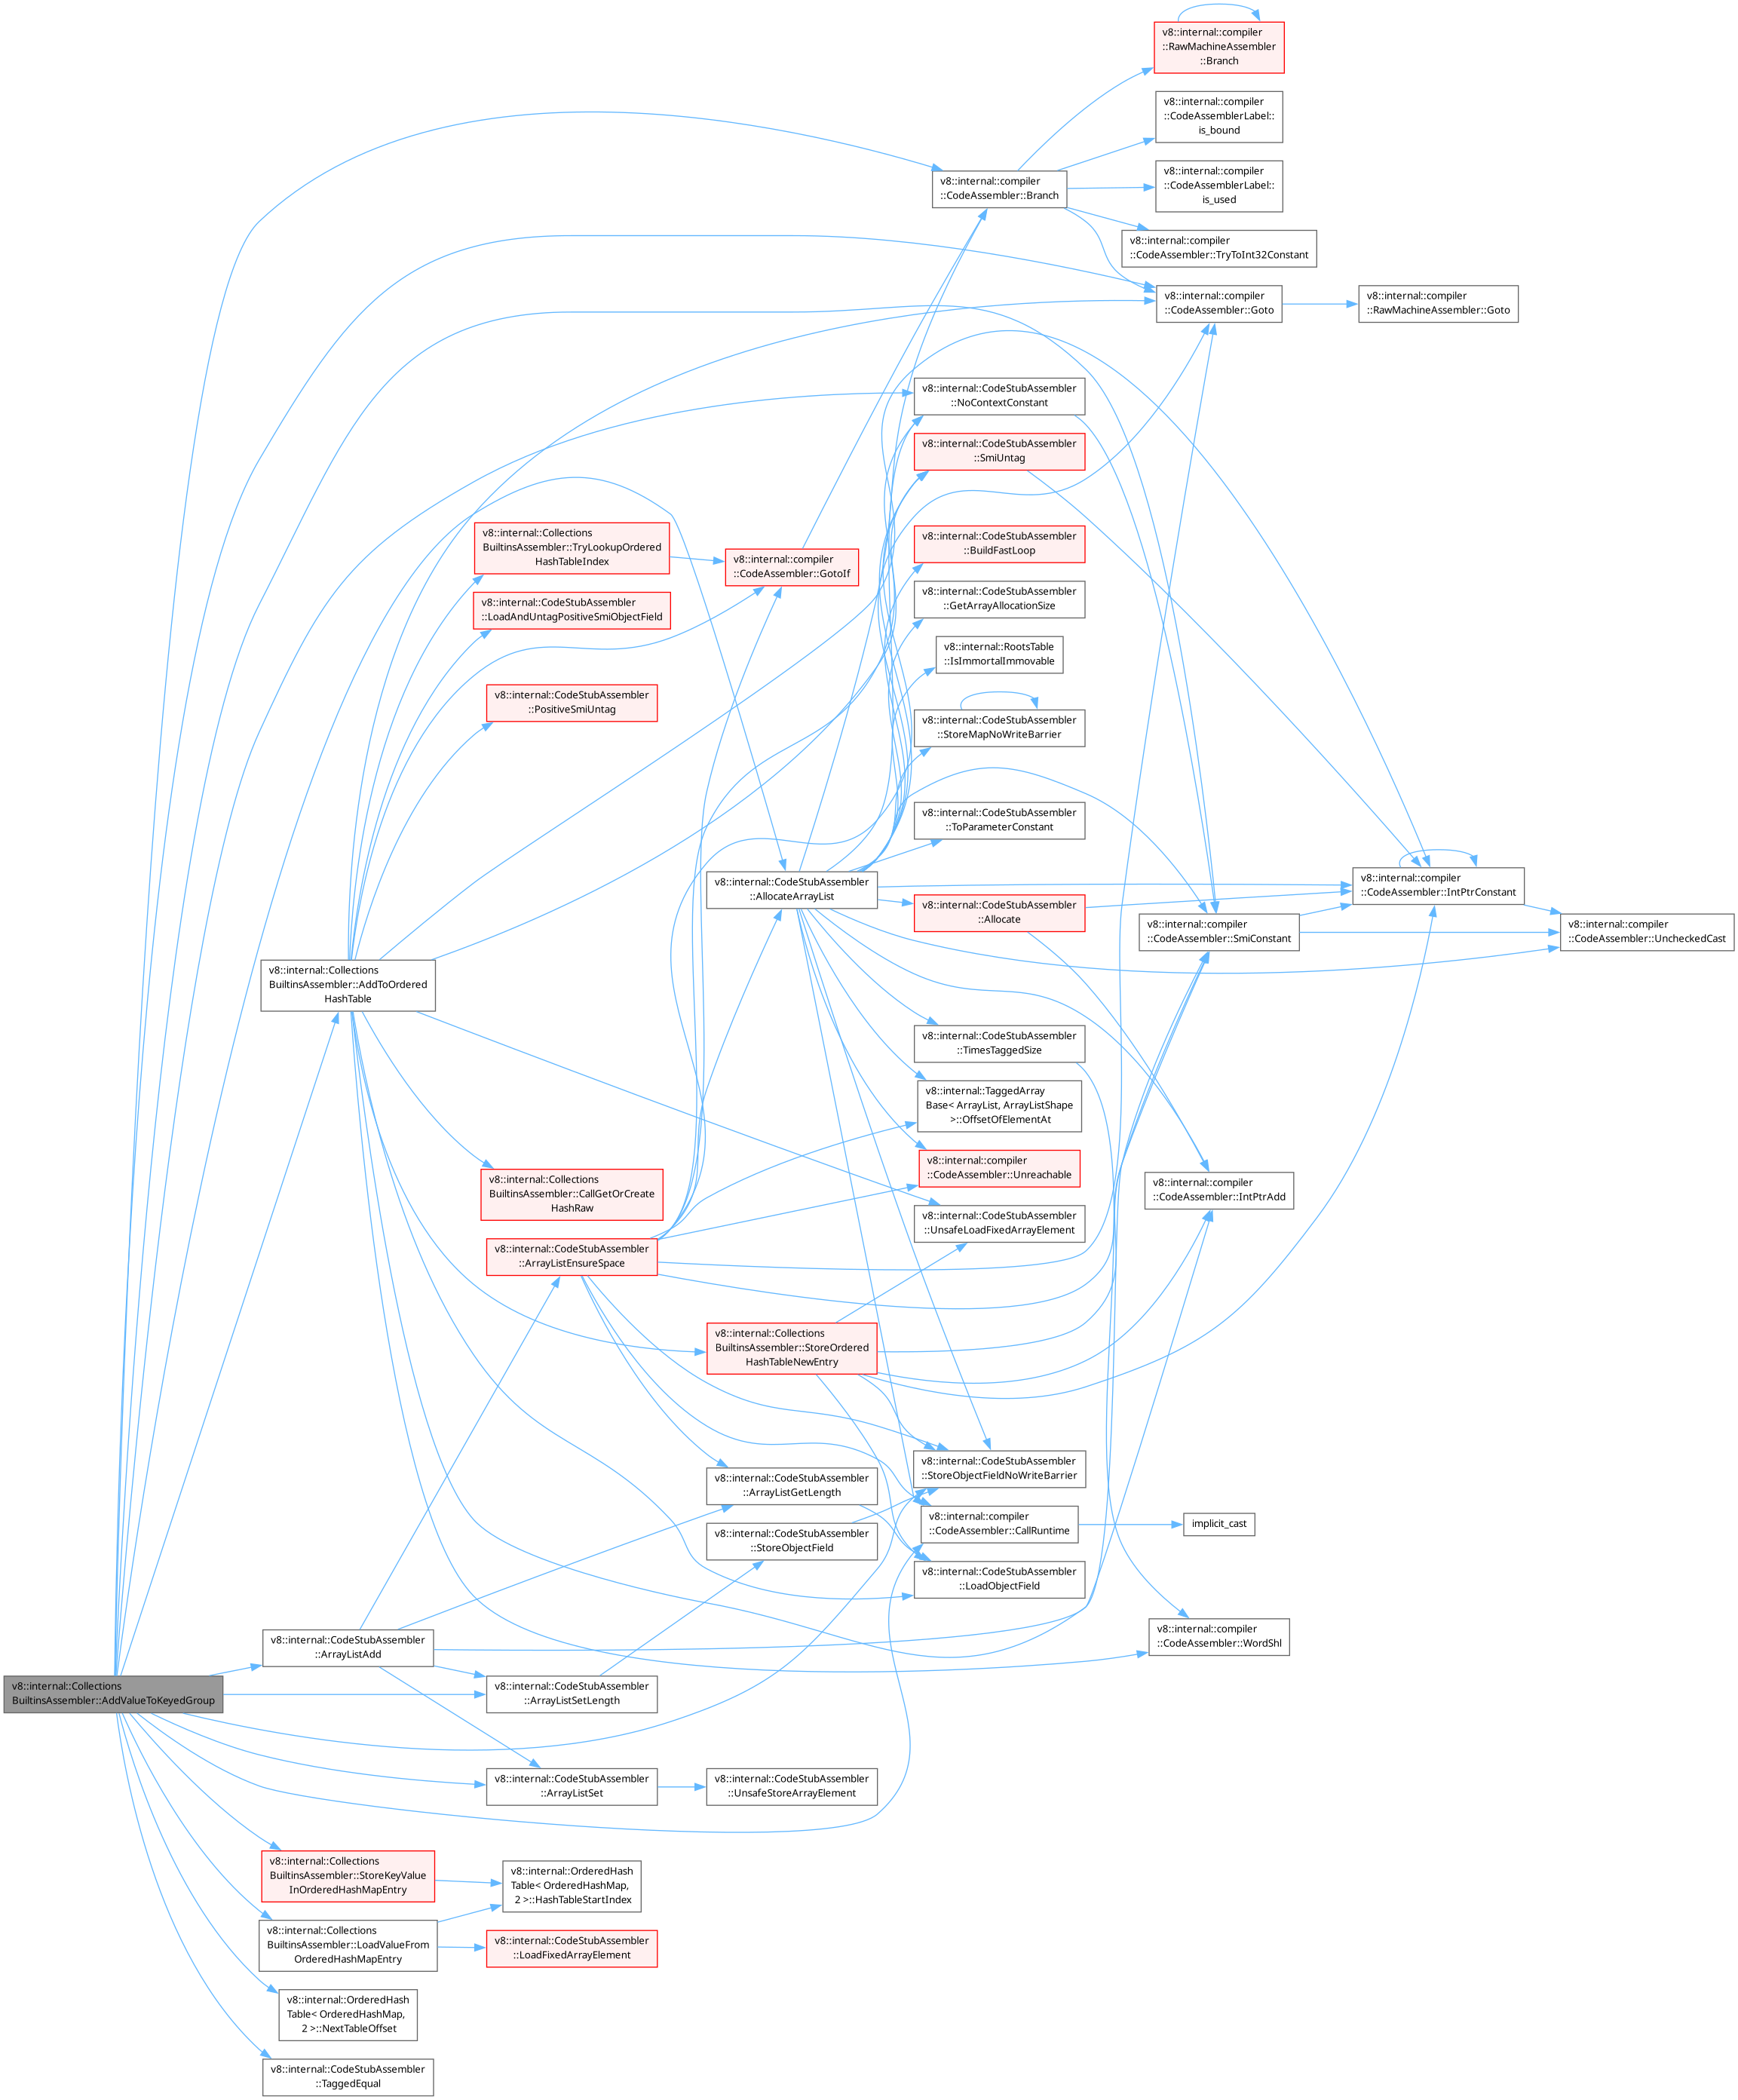 v8::internal::compiler
::RawMachineAssembler
::Branch
v8::internal::compiler
::CodeAssemblerLabel::
is_bound
v8::internal::compiler
::CodeAssembler::Branch
v8::internal::compiler
::CodeAssemblerLabel::
is_used
v8::internal::compiler
::CodeAssembler::TryToInt32Constant
v8::internal::compiler
::CodeAssembler::Goto
v8::internal::compiler
::RawMachineAssembler::Goto
v8::internal::CodeStubAssembler
::NoContextConstant
v8::internal::CodeStubAssembler
::SmiUntag
v8::internal::Collections
BuiltinsAssembler::TryLookupOrdered
HashTableIndex
v8::internal::compiler
::CodeAssembler::GotoIf
v8::internal::CodeStubAssembler
::BuildFastLoop
v8::internal::CodeStubAssembler
::LoadAndUntagPositiveSmiObjectField
v8::internal::CodeStubAssembler
::GetArrayAllocationSize
v8::internal::RootsTable
::IsImmortalImmovable
v8::internal::CodeStubAssembler
::PositiveSmiUntag
v8::internal::CodeStubAssembler
::StoreMapNoWriteBarrier
v8::internal::CodeStubAssembler
::ToParameterConstant
v8::internal::CodeStubAssembler
::AllocateArrayList
v8::internal::compiler
::CodeAssembler::IntPtrConstant
v8::internal::CodeStubAssembler
::Allocate
v8::internal::compiler
::CodeAssembler::SmiConstant
v8::internal::compiler
::CodeAssembler::UncheckedCast
v8::internal::Collections
BuiltinsAssembler::AddToOrdered
HashTable
v8::internal::CodeStubAssembler
::TimesTaggedSize
v8::internal::TaggedArray
Base< ArrayList, ArrayListShape
>::OffsetOfElementAt
v8::internal::compiler
::CodeAssembler::Unreachable
v8::internal::compiler
::CodeAssembler::IntPtrAdd
v8::internal::Collections
BuiltinsAssembler::CallGetOrCreate
HashRaw
v8::internal::CodeStubAssembler
::UnsafeLoadFixedArrayElement
v8::internal::CodeStubAssembler
::ArrayListEnsureSpace
v8::internal::Collections
BuiltinsAssembler::StoreOrdered
HashTableNewEntry
v8::internal::CodeStubAssembler
::StoreObjectFieldNoWriteBarrier
v8::internal::CodeStubAssembler
::ArrayListGetLength
v8::internal::compiler
::CodeAssembler::CallRuntime
implicit_cast
v8::internal::CodeStubAssembler
::StoreObjectField
v8::internal::CodeStubAssembler
::LoadObjectField
v8::internal::CodeStubAssembler
::ArrayListAdd
v8::internal::compiler
::CodeAssembler::WordShl
v8::internal::Collections
BuiltinsAssembler::AddValueToKeyedGroup
v8::internal::CodeStubAssembler
::ArrayListSetLength
v8::internal::CodeStubAssembler
::ArrayListSet
v8::internal::CodeStubAssembler
::UnsafeStoreArrayElement
v8::internal::Collections
BuiltinsAssembler::StoreKeyValue
InOrderedHashMapEntry
v8::internal::OrderedHash
Table< OrderedHashMap,
2 >::HashTableStartIndex
v8::internal::Collections
BuiltinsAssembler::LoadValueFrom
OrderedHashMapEntry
v8::internal::CodeStubAssembler
::LoadFixedArrayElement
v8::internal::OrderedHash
Table< OrderedHashMap,
2 >::NextTableOffset
v8::internal::CodeStubAssembler
::TaggedEqual